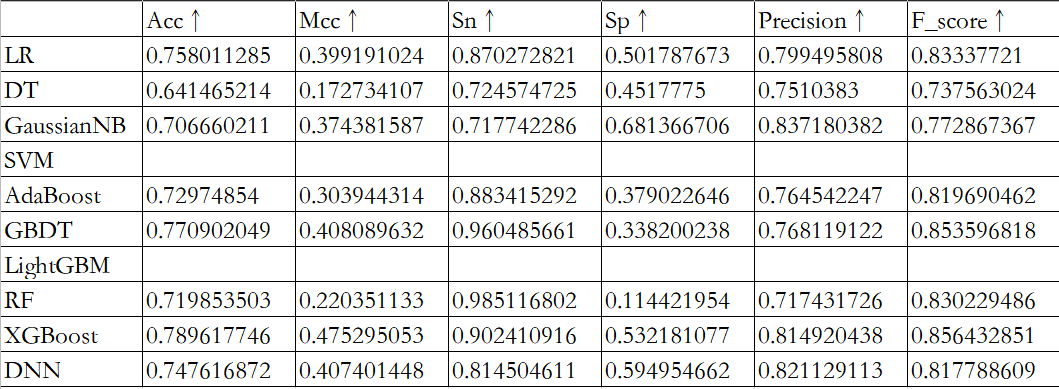 Acc ↑ Mcc ↑ Sn ↑ Sp ↑ Precision ↑ F_score ↑
LR 0.758011285 0.399191024 0.870272821 0.501787673 0.799495808 0.83337721
DT 0.641465214 0.172734107 0.724574725 0.4517775 0.7510383 0.737563024
GaussianNB 0.706660211 0.374381587 0.717742286 0.681366706 0.837180382 0.772867367
SVM
AdaBoost 0.72974854 0.303944314 0.883415292 0.379022646 0.764542247 0.819690462
GBDT 0.770902049 0.408089632 0.960485661 0.338200238 0.768119122 0.853596818
LightGBM
RF 0.719853503 0.220351133 0.985116802 0.114421954 0.717431726 0.830229486
XGBoost 0.789617746 0.475295053 0.902410916 0.532181077 0.814920438 0.856432851
DNN 0.747616872 0.407401448 0.814504611 0.594954662 0.821129113 0.817788609